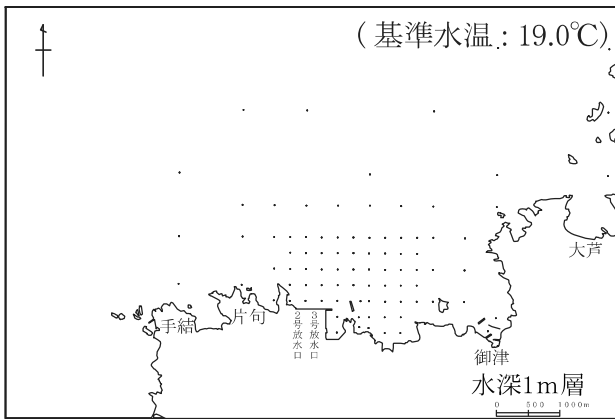 (基準水温：19.0℃)
大芦
手結
片句
2号放水口
3号放水口
御津
水深1m層
0 500 1000m